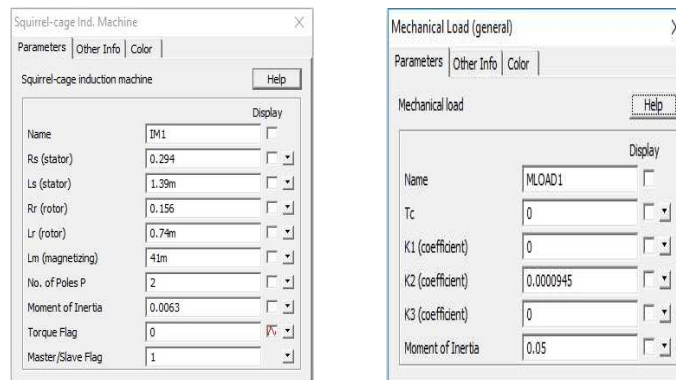 Squirrel-cage Ind. Machine
Parameters Other Info Color
Squirrel-cage induction machine Help
Display
Name IM1
Rs (stator) 0.294
Ls (stator) 1.39m
Rr (rotor) 0.156
Lr (rotor) 0.74m
Lm (magnetizing) 41m
No. of Poles P 2
Moment of Inertia 0.0063
Torque Flag 0
Master/Slave Flag 1
Mechanical Load (general)
Parameters Other Info Color
Mechanical load Help
Display
Name MLOAD1
Tc 0
K1 (coefficient) 0
K2 (coefficient) 0.0000945
K3 (coefficient) 0
Moment of Inertia 0.05